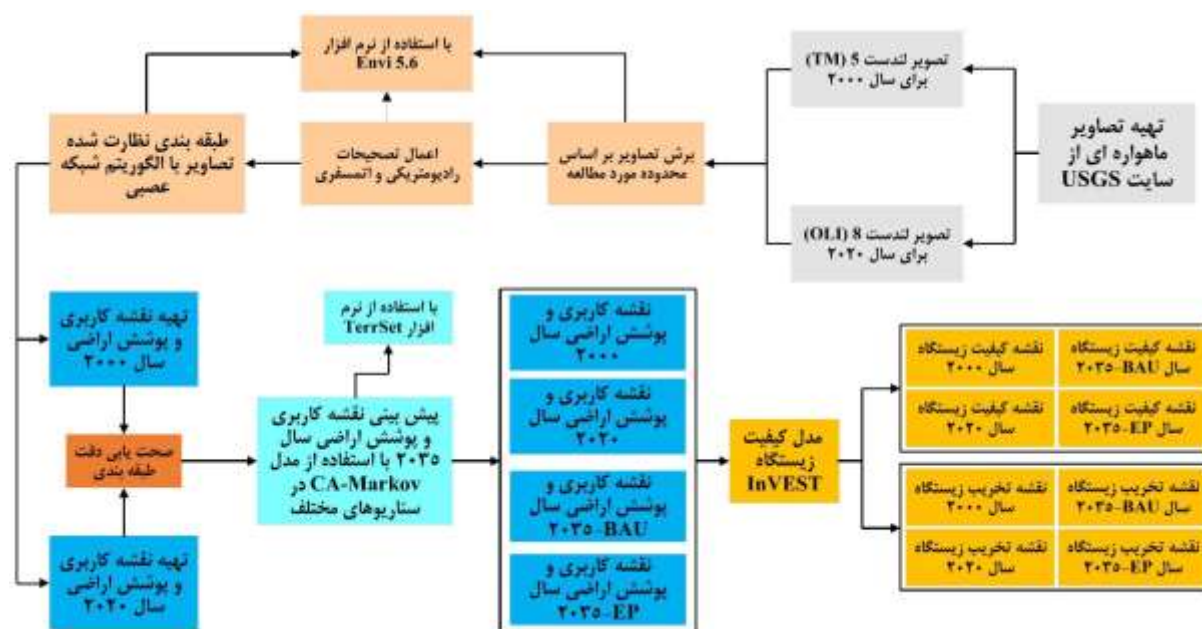 تهیه تصاویر
ماهواره ای از
سایت USGS
تصویر لندست 5 (TM)
برای سال ۲۰۰۰
تصویر لندست 8 (OLI)
برای سال ۲۰۲۰
برش تصاویر بر اساس
محدوده مورد مطالعه
با استفاده از نرم افزار
Envi 5.6
اعمال تصحیحات
رادیومتریکی و اتمسفری
طبقه بندی نظارت شده
تصاویر با الگوریتم شبکه
عصبی
تهیه نقشه کاربری
و پوشش اراضی
سال ۲۰۰۰
صحت یابی دقت
طبقه بندی
تهیه نقشه کاربری
و پوشش اراضی
سال ۲۰۲۰
با استفاده از نرم
افزار TerrSet
پیش بینی نقشه کاربری
و پوشش اراضی سال
۲۰۳۵ با استفاده از مدل
CA-Markov در
سناریوهای مختلف
نقشه کاربری و
پوشش اراضی سال
۲۰۰۰
نقشه کاربری و
پوشش اراضی سال
۲۰۲۰
نقشه کاربری و
پوشش اراضی سال
۲۰۳۵-BAU
نقشه کاربری و
پوشش اراضی سال
۲۰۳۵-EP
مدل کیفیت
زیستگاه
InVEST
نقشه کیفیت زیستگاه
سال ۲۰۳۵-BAU
نقشه کیفیت زیستگاه
سال ۲۰۰۰
نقشه کیفیت زیستگاه
سال ۲۰۳۵-EP
نقشه کیفیت زیستگاه
سال ۲۰۲۰
نقشه تخریب زیستگاه
سال ۲۰۳۵-BAU
نقشه تخریب زیستگاه
سال ۲۰۰۰
نقشه تخریب زیستگاه
سال ۲۰۳۵-EP
نقشه تخریب زیستگاه
سال ۲۰۲۰